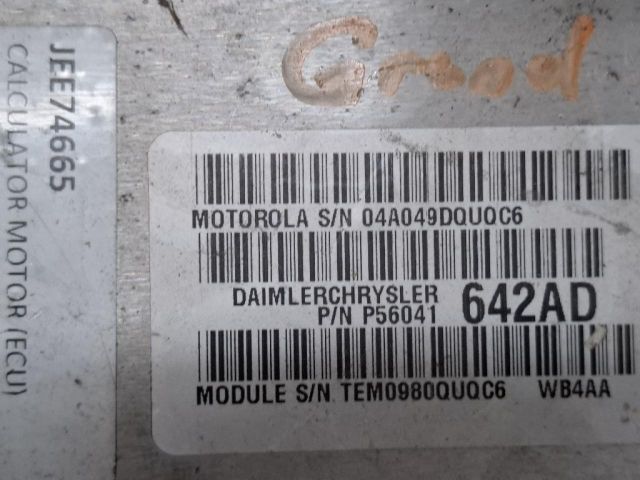 JEE74665
CALCULATOR MOTOR (ECU)
Grand
MOTOROLA S/N 04A049DQUQC6
DAIMLERCHRYSLER
P/N P56041 642AD
MODULE S/N TEM0980QUQC6 WB4AA